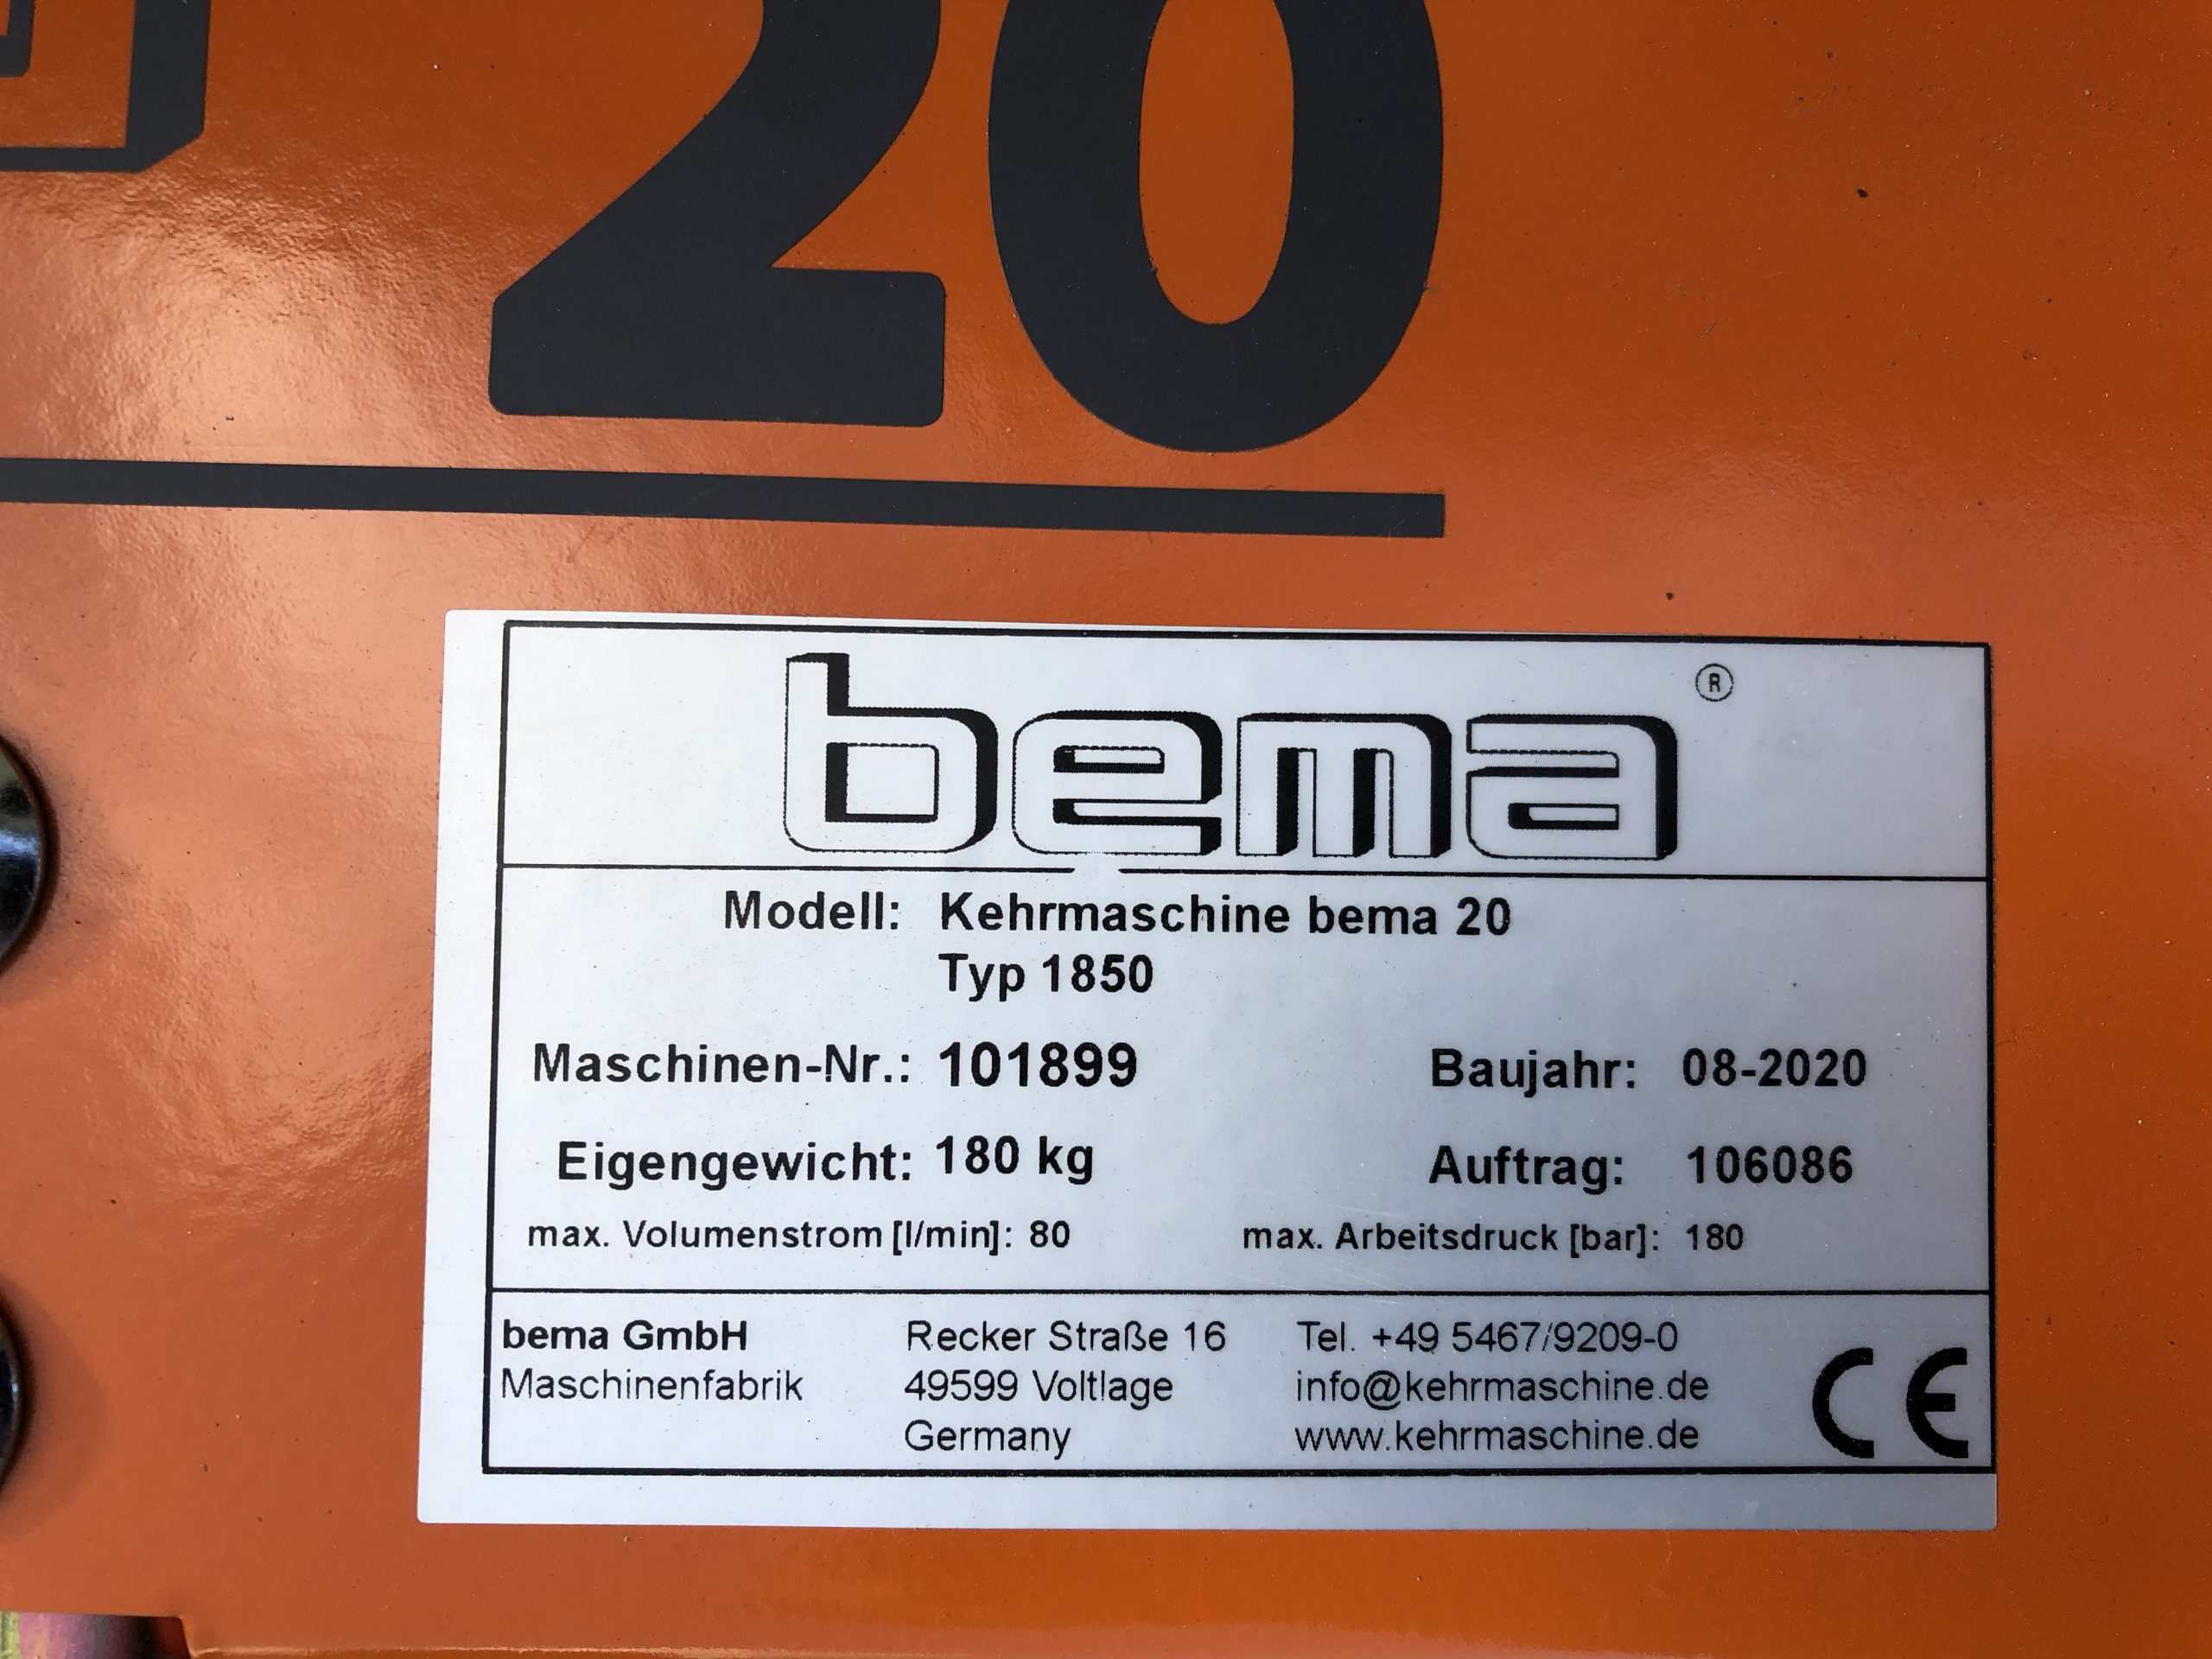 20
bema ®
Modell: Kehrmaschine bema 20
Typ 1850
Maschinen-Nr.: 101899 Baujahr: 08-2020
Eigengewicht: 180 kg Auftrag: 106086
max. Volumenstrom [l/min]: 80 max. Arbeitsdruck [bar]: 180
bema GmbH Recker Straße 16 Tel. +49 5467/9209-0
Maschinenfabrik 49599 Voltlage info@kehrmaschine.de
Germany www.kehrmaschine.de
CE